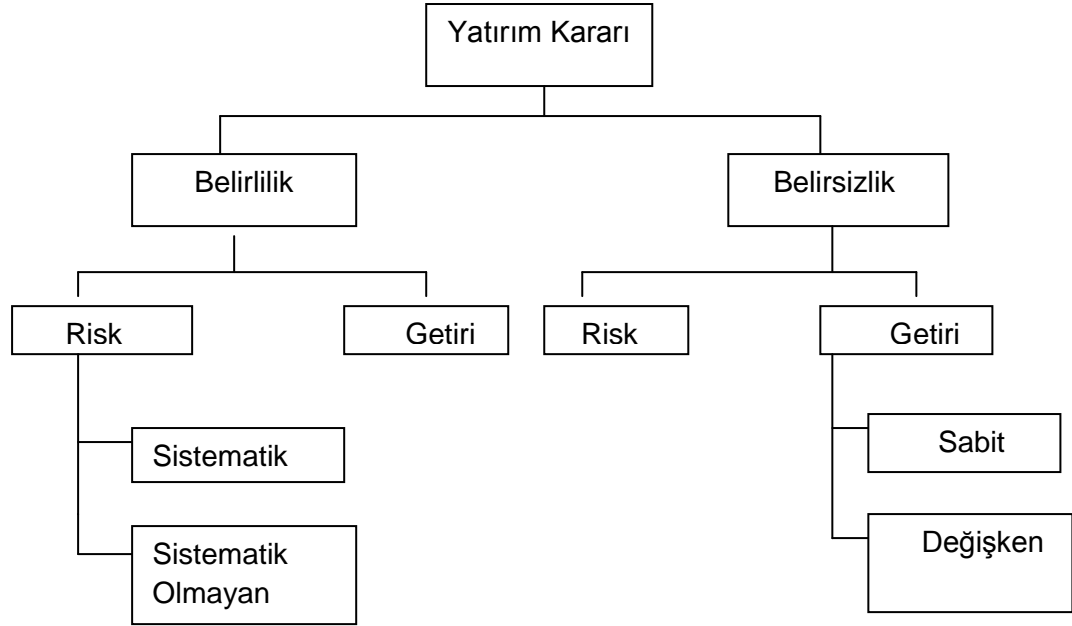 Yatırım Kararı
Belirlilik
Belirsizlik
Risk
Getiri
Risk
Getiri
Sistematik
Sabit
Sistematik
Olmayan
Değişken